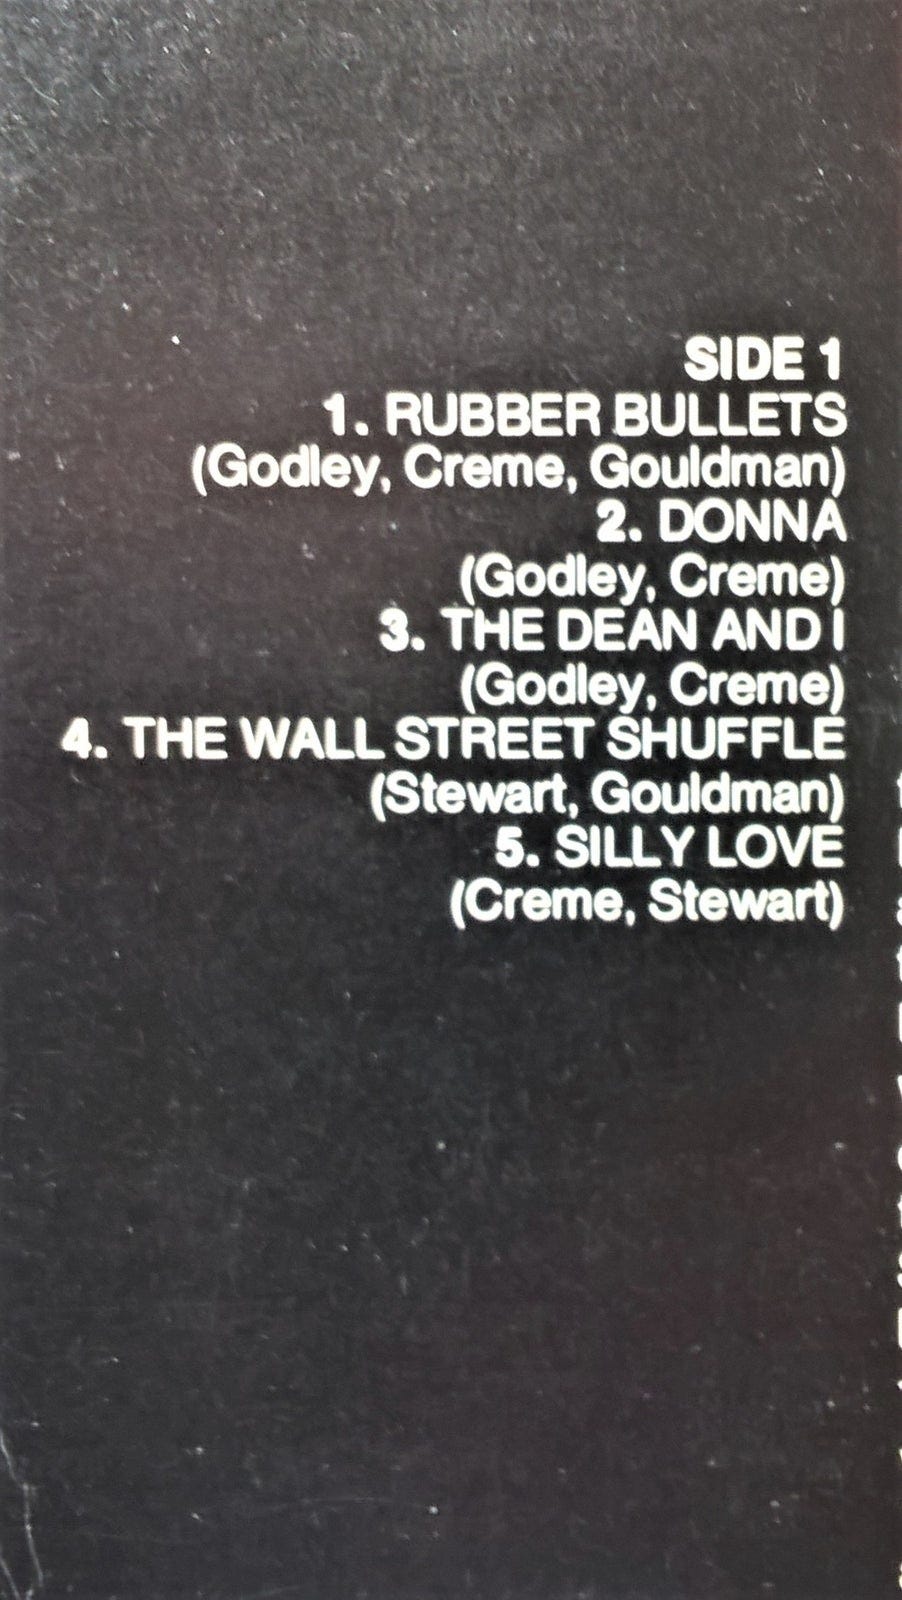 SIDE 1
1. RUBBER BULLETS
(Godley, Creme, Gouldman)
2. DONNA
(Godley, Creme)
3. THE DEAN AND I
(Godley, Creme)
4. THE WALL STREET SHUFFLE
(Stewart, Gouldman)
5. SILLY LOVE
(Creme, Stewart)